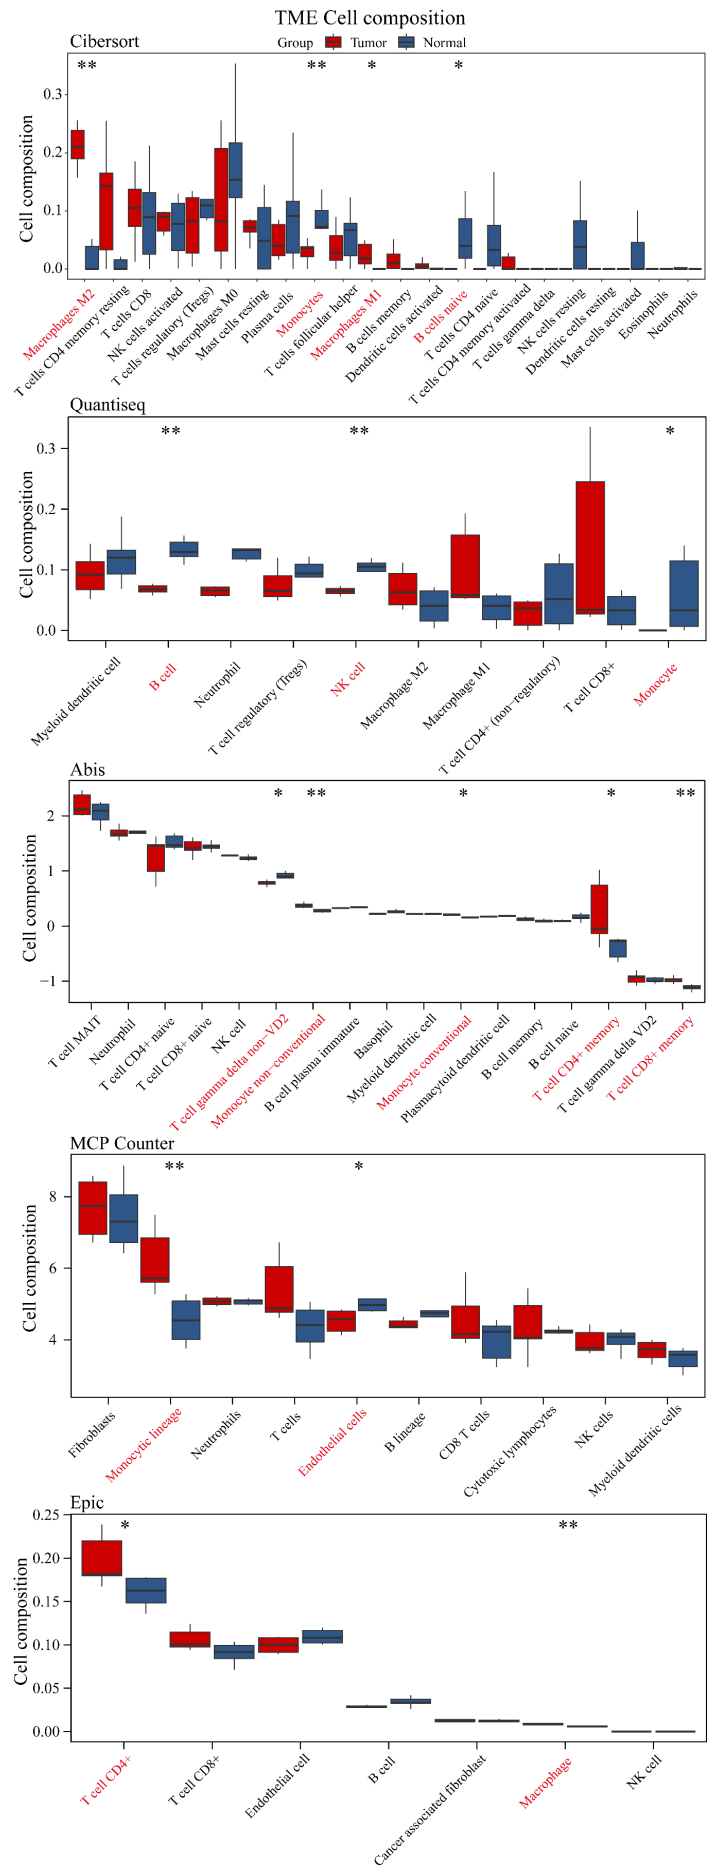 TME Cell composition
Cibersort
Group Tumor Normal
** ** * *
Cell composition
0.3
0.2
0.1
0.0
Macrophages M2
T cells CD4 memory resting
T cells CD8
NK cells activated
T cells regulatory (Tregs)
Macrophages M0
Mast cells resting
Plasma cells
Monocytes
T cells follicular helper
Macrophages M1
B cells memory
Dendritic cells activated
B cells naive
T cells CD4 naive
T cells CD4 memory activated
T cells gamma delta
NK cells resting
Dendritic cells resting
Mast cells activated
Eosinophils
Neutrophils
Quantiseq
** ** *
Cell composition
0.3
0.2
0.1
0.0
Myeloid dendritic cell
B cell
Neutrophil
T cell regulatory (Tregs)
NK cell
Macrophage M2
Macrophage M1
T cell CD4+ (non−regulatory)
T cell CD8+
Monocyte
Abis
* ** * * **
Cell composition
2
1
0
−1
T cell MAIT
Neutrophil
T cell CD4+ naive
T cell CD8+ naive
NK cell
T cell gamma delta non−VD2
Monocyte non−conventional
B cell plasma immature
Basophil
Myeloid dendritic cell
Monocyte conventional
Plasmacytoid dendritic cell
B cell memory
B cell naive
T cell CD4+ memory
T cell gamma delta VD2
T cell CD8+ memory
MCP Counter
** *
Cell composition
8
6
4
Fibroblasts
Monocytic lineage
Neutrophils
T cells
Endothelial cells
B lineage
CD8 T cells
Cytotoxic lymphocytes
NK cells
Myeloid dendritic cells
Epic
* **
Cell composition
0.25
0.20
0.15
0.10
0.05
0.00
T cell CD4+
T cell CD8+
Endothelial cell
B cell
Cancer associated fibroblast
Macrophage
NK cell